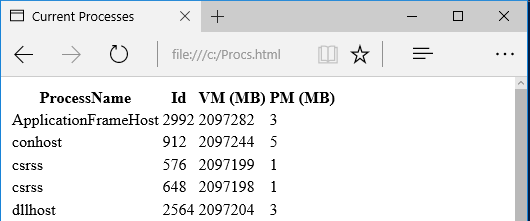 Current Processes
file:///c:/Procs.html
ProcessName Id VM (MB) PM (MB)
ApplicationFrameHost 2992 2097282 3
conhost 912 2097244 5
csrss 576 2097199 1
csrss 648 2097198 1
dllhost 2564 2097204 3